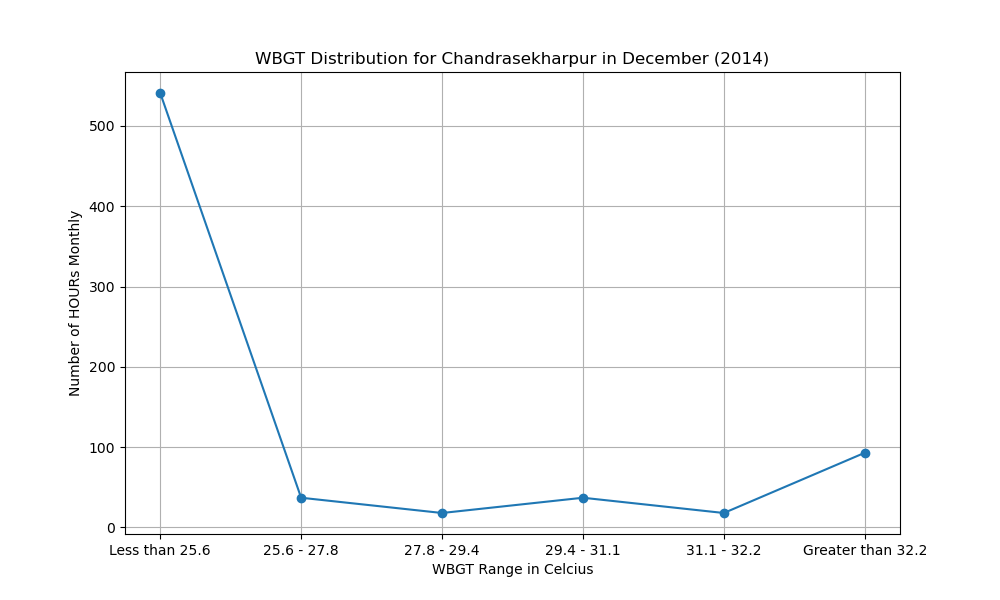 WBGT Distribution for Chandrasekharpur in December (2014)
Number of HOURs Monthly
500
400
300
200
100
0
Less than 25.6 25.6 - 27.8 27.8 - 29.4 29.4 - 31.1 31.1 - 32.2 Greater than 32.2
WBGT Range in Celcius